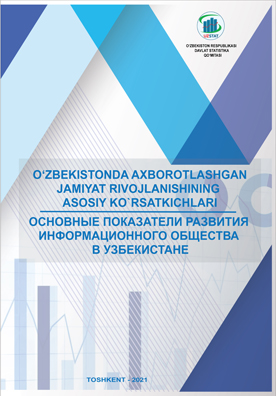 UZSTAT
O'ZBEKISTON RESPUBLIKASI
DAVLAT STATISTIKA
QO'MITASI
O'ZBEKISTONDA AXBOROTLASHGAN
JAMIYAT RIVOJLANISHINING
ASOSIY KO`RSATKICHLARI
ОСНОВНЫЕ ПОКАЗАТЕЛИ РАЗВИТИЯ
ИНФОРМАЦИОННОГО ОБЩЕСТВА
В УЗБЕКИСТАНЕ
TOSHKENT - 2021